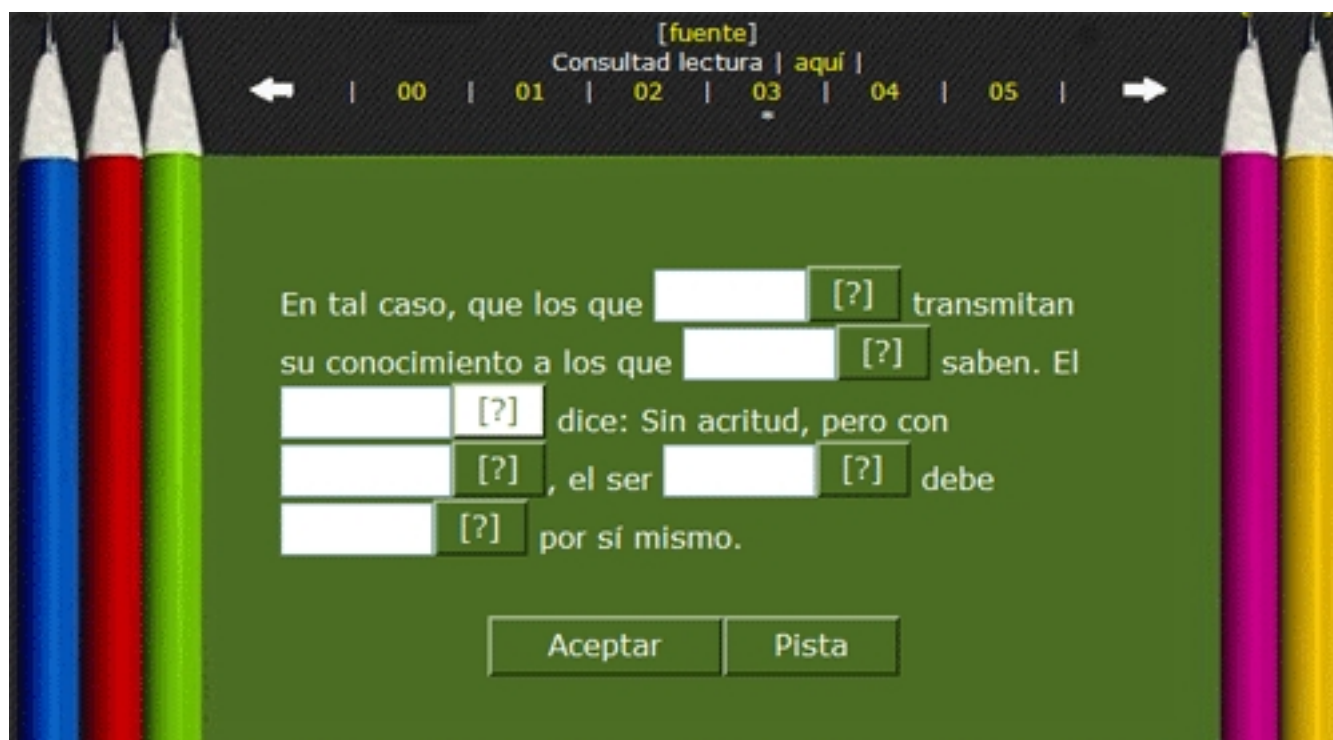 [fuente]
Consultad lectura | aquí |
| 00 | 01 | 02 | 03 | 04 | 05 |
*
En tal caso, que los que [?] transmitan
su conocimiento a los que [?] saben. El
[?] dice: Sin acritud, pero con
[?], el ser [?] debe
[?] por sí mismo.
Aceptar Pista